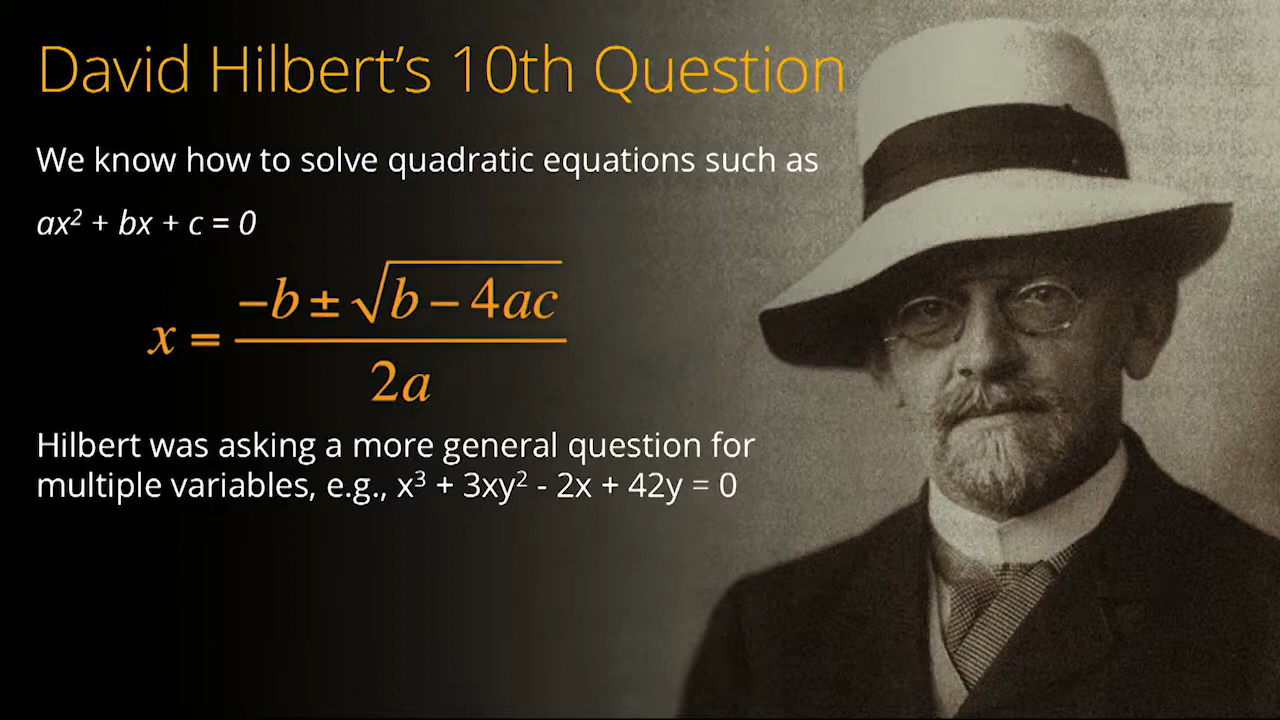 David Hilbert’s 10th Question
We know how to solve quadratic equations such as
ax² + bx + c = 0
x = (−b ± √(b − 4ac)) / 2a
Hilbert was asking a more general question for
multiple variables, e.g., x³ + 3xy² - 2x + 42y = 0